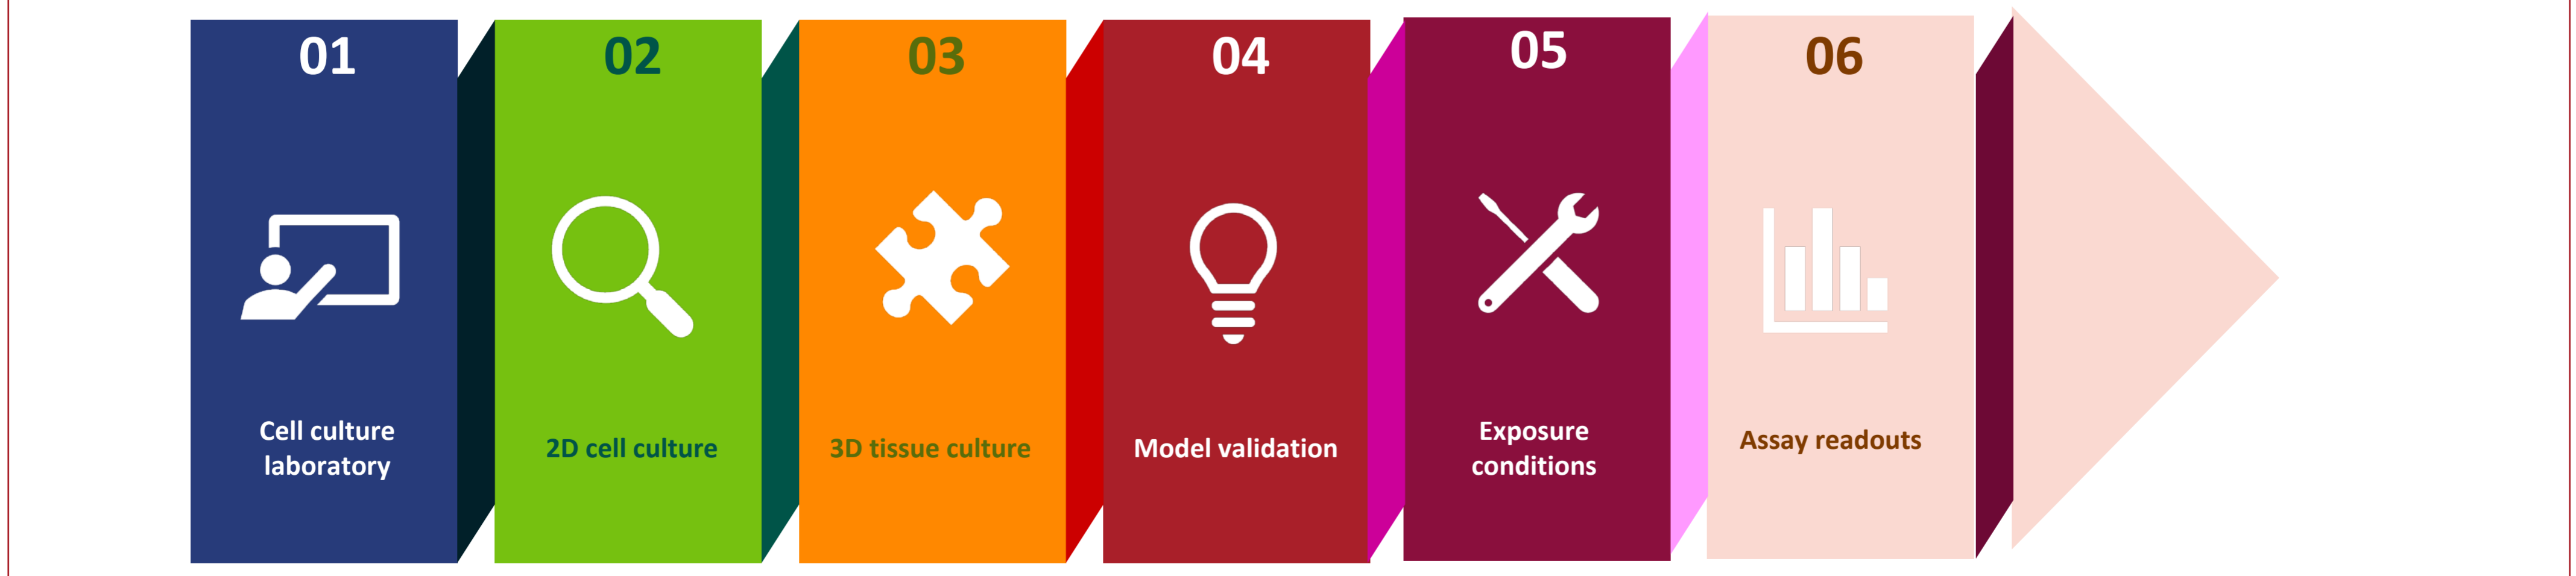 01
Cell culture
laboratory
02
2D cell culture
03
3D tissue culture
04
Model validation
05
Exposure
conditions
06
Assay readouts